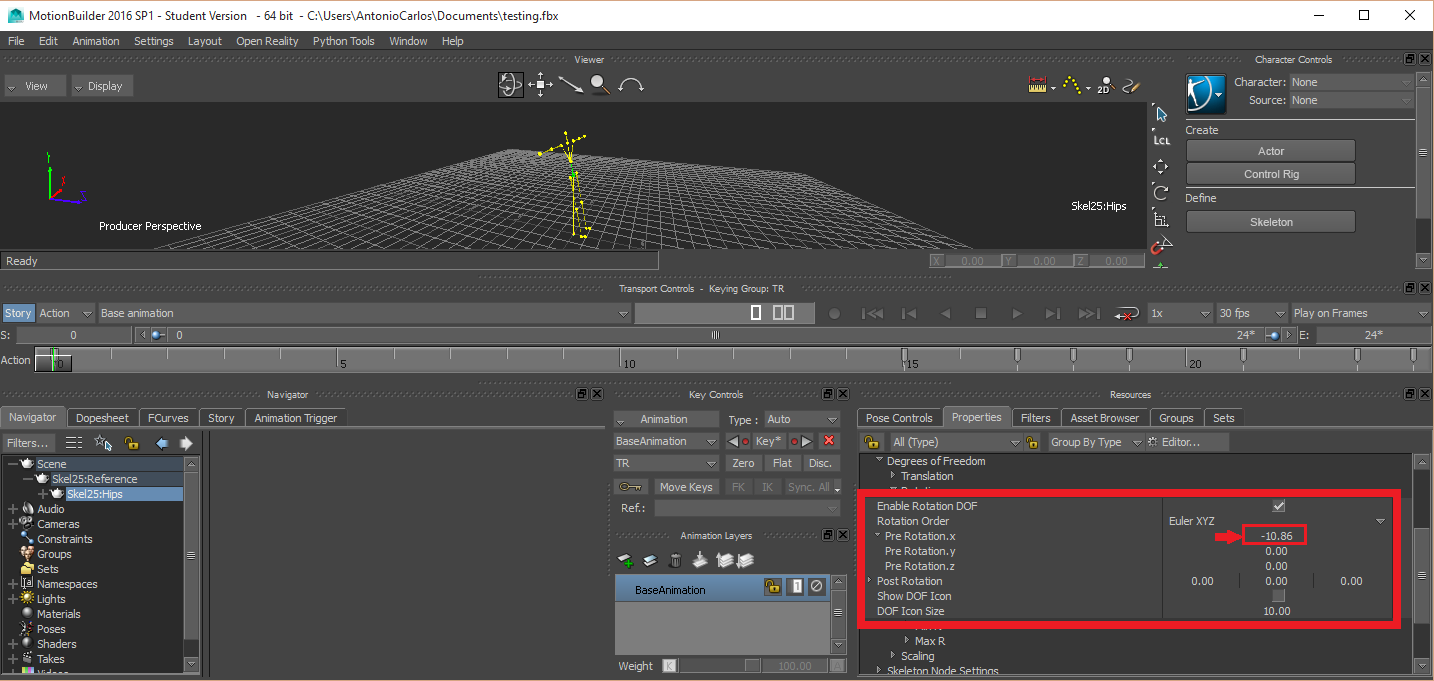 MotionBuilder 2016 SP1 - Student Version - 64 bit - C:\Users\AntonioCarlos\Documents\testing.fbx
File Edit Animation Settings Layout Open Reality Python Tools Window Help
Viewer
View Display
2D
LCL
Y
X
Z
Producer Perspective
Skel25:Hips
Ready
X 0.00 Y 0.00 Z 0.00
Character Controls
Character: None
Source: None
Create
Actor
Control Rig
Define
Skeleton
Transport Controls - Keying Group: TR
Story Action Base animation 1x 30 fps Play on Frames
S: 0 0 24* E: 24*
Action 0 5 10 15 20
Navigator
Navigator Dopesheet FCurves Story Animation Trigger
Filters...
Scene
Skel25:Reference
Skel25:Hips
Audio
Cameras
Constraints
Groups
Sets
Namespaces
Lights
Materials
Poses
Shaders
Takes
Videos
Key Controls
Animation Type : Auto
BaseAnimation Key*
TR Zero Flat Disc.
Move Keys FK IK Sync. All
Ref.:
Animation Layers
BaseAnimation 1
Weight K 100.00 A
Resources
Pose Controls Properties Filters Asset Browser Groups Sets
All (Type) Group By Type Editor...
Degrees of Freedom
Translation
Enable Rotation DOF
Rotation Order Euler XYZ
Pre Rotation.x -10.86
Pre Rotation.y 0.00
Pre Rotation.z 0.00
Post Rotation 0.00 0.00 0.00
Show DOF Icon
DOF Icon Size 10.00
Max R
Scaling
Skeleton Node Settings